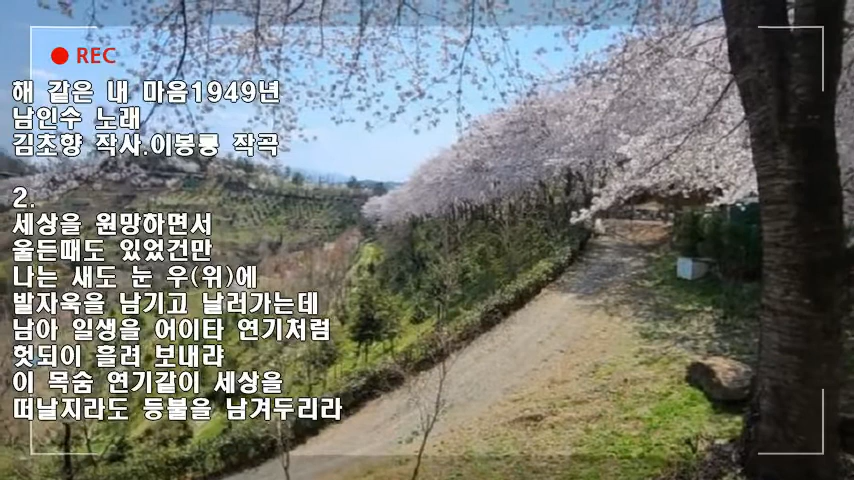 REC
해 같은 내 마음1949년
남인수 노래
김초향 작사.이봉룡 작곡
2.
세상을 원망하면서
울든때도 있었건만
나는 새도 눈 우(위)에
발자욱을 남기고 날러가는데
남아 일생을 어이타 연기처럼
헛되이 흘려 보내랴
이 목숨 연기같이 세상을
떠날지라도 등불을 남겨두리라